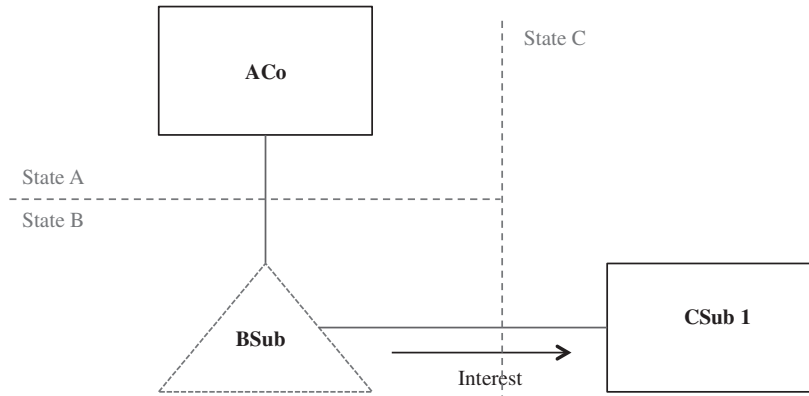 State C
ACo
State A
State B
BSub
CSub 1
Interest